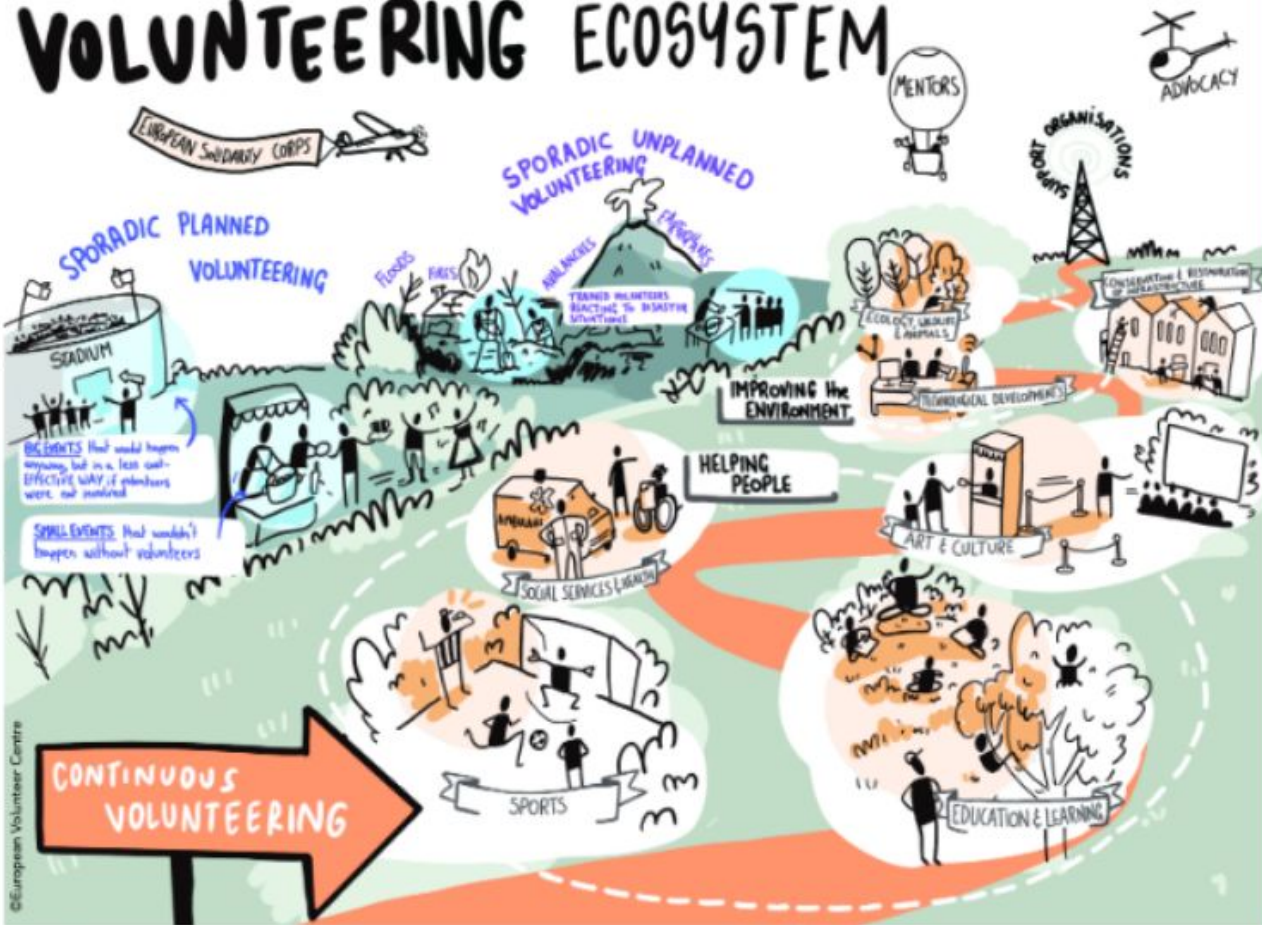 VOLUNTEERING ECOSYSTEM
MENTORS
ADVOCACY
EUROPEAN SOLIDARITY CORPS
SUPPORT ORGANISATIONS
SPORADIC UNPLANNED
VOLUNTEERING
SPORADIC PLANNED
VOLUNTEERING
FLOODS
FIRES
AVALANCHES
EARTHQUAKES
TRAINED VOLUNTEERS
REACTING TO DISASTER
SITUATIONS
STADIUM
BIG EVENTS that would happen
anyway, but in a less cost-
EFFECTIVE WAY if volunteers
were not involved
SMALL EVENTS that wouldn't
happen without volunteers
ECOLOGY, WILDLIFE
& ANIMALS
CONSERVATION & RESTORATION
OF INFRASTRUCTURE
IMPROVING the
ENVIRONMENT
TECHNOLOGICAL DEVELOPMENTS
HELPING
PEOPLE
AMBULANCE
SOCIAL SERVICES & HEALTH
ART & CULTURE
CONTINUOUS
VOLUNTEERING
SPORTS
EDUCATION & LEARNING
©European Volunteer Centre